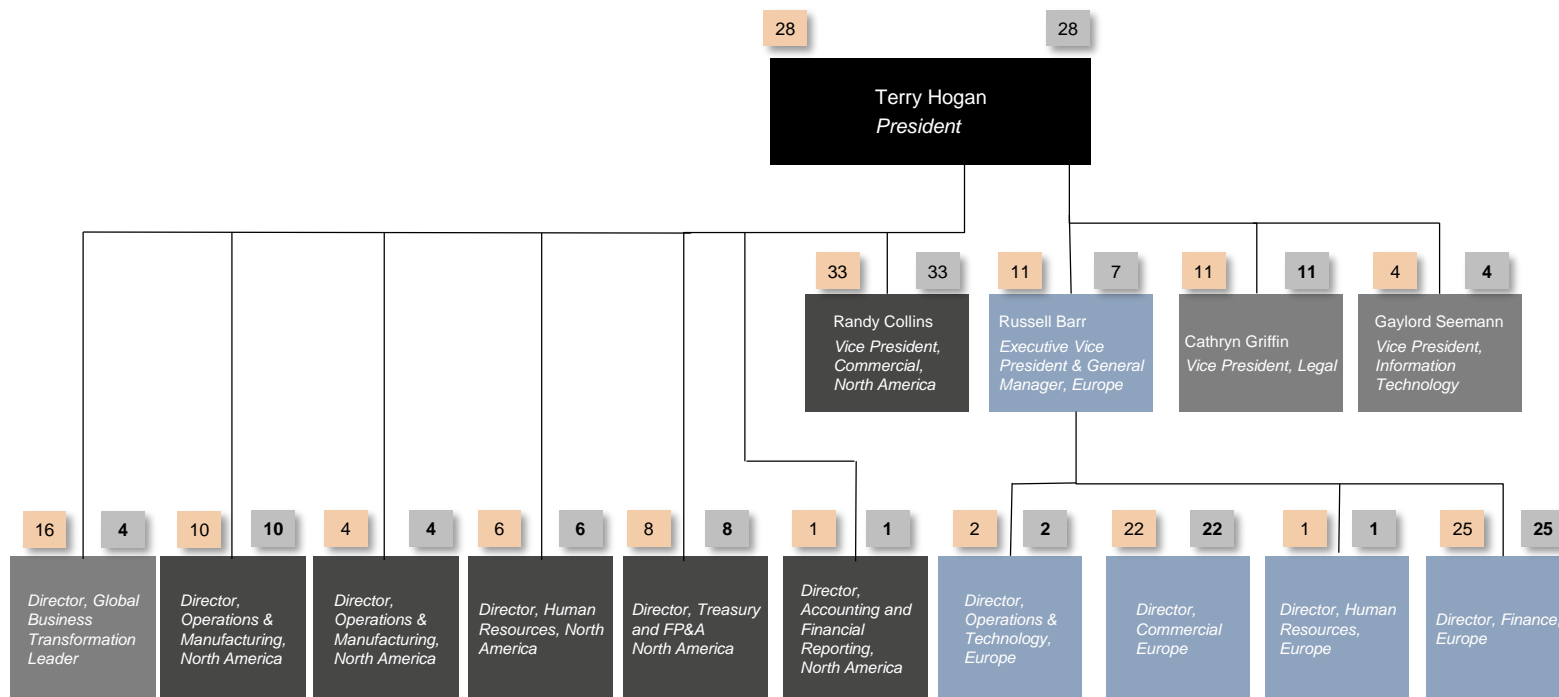 28
28
Terry Hogan
President
33
33
11
7
11
11
4
4
Randy Collins
Vice President,
Commercial,
North America
Russell Barr
Executive Vice
President & General
Manager, Europe
Cathryn Griffin
Vice President, Legal
Gaylord Seemann
Vice President,
Information
Technology
16
4
10
10
4
4
6
6
8
8
1
1
2
2
22
22
1
1
25
25
Director, Global
Business
Transformation
Leader
Director,
Operations &
Manufacturing,
North America
Director,
Operations &
Manufacturing,
North America
Director, Human
Resources, North
America
Director, Treasury
and FP&A
North America
Director,
Accounting and
Financial
Reporting,
North America
Director,
Operations &
Technology,
Europe
Director,
Commercial
Europe
Director, Human
Resources,
Europe
Director, Finance,
Europe